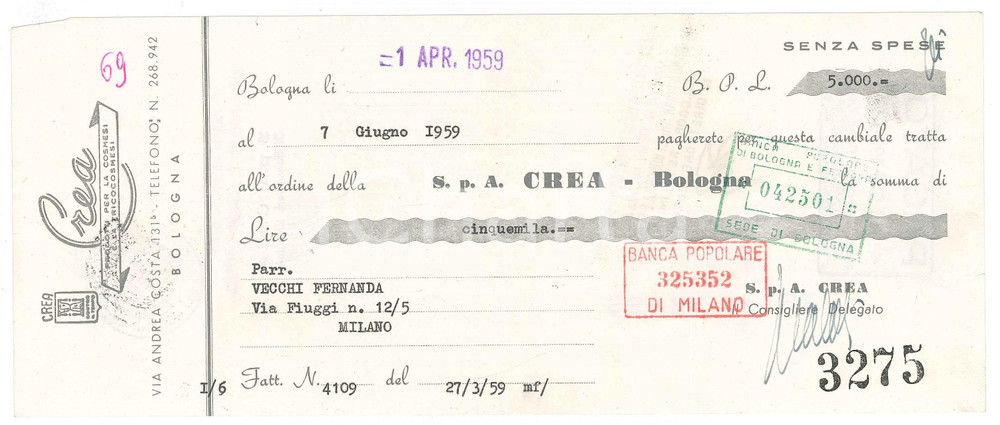 SENZA SPESE
=1 APR. 1959
Bologna li
B. P. L. 5.000.=
al 7 Giugno 1959 pagherete per questa cambiale tratta
all'ordine della S. p. A. CREA - Bologna la somma di
Lire cinquemila.==
Parr.
VECCHI FERNANDA
Via Fiuggi n. 12/5
MILANO
BANCA POPOLARE
DI BOLOGNA E
042501
SEDE DI BOLOGNA
BANCA POPOLARE
325352
DI MILANO
S. p. A. CREA
Consigliere Delegato
3275
I/6 Fatt. N. 4109 del 27/3/59 mf/
69
Crea
PRODOTTI PER LA COSMESI
E LA TRICOCOSMESI
CREA
VIA ANDREA COSTA 131ª - TELEFONO N. 268.942
BOLOGNA